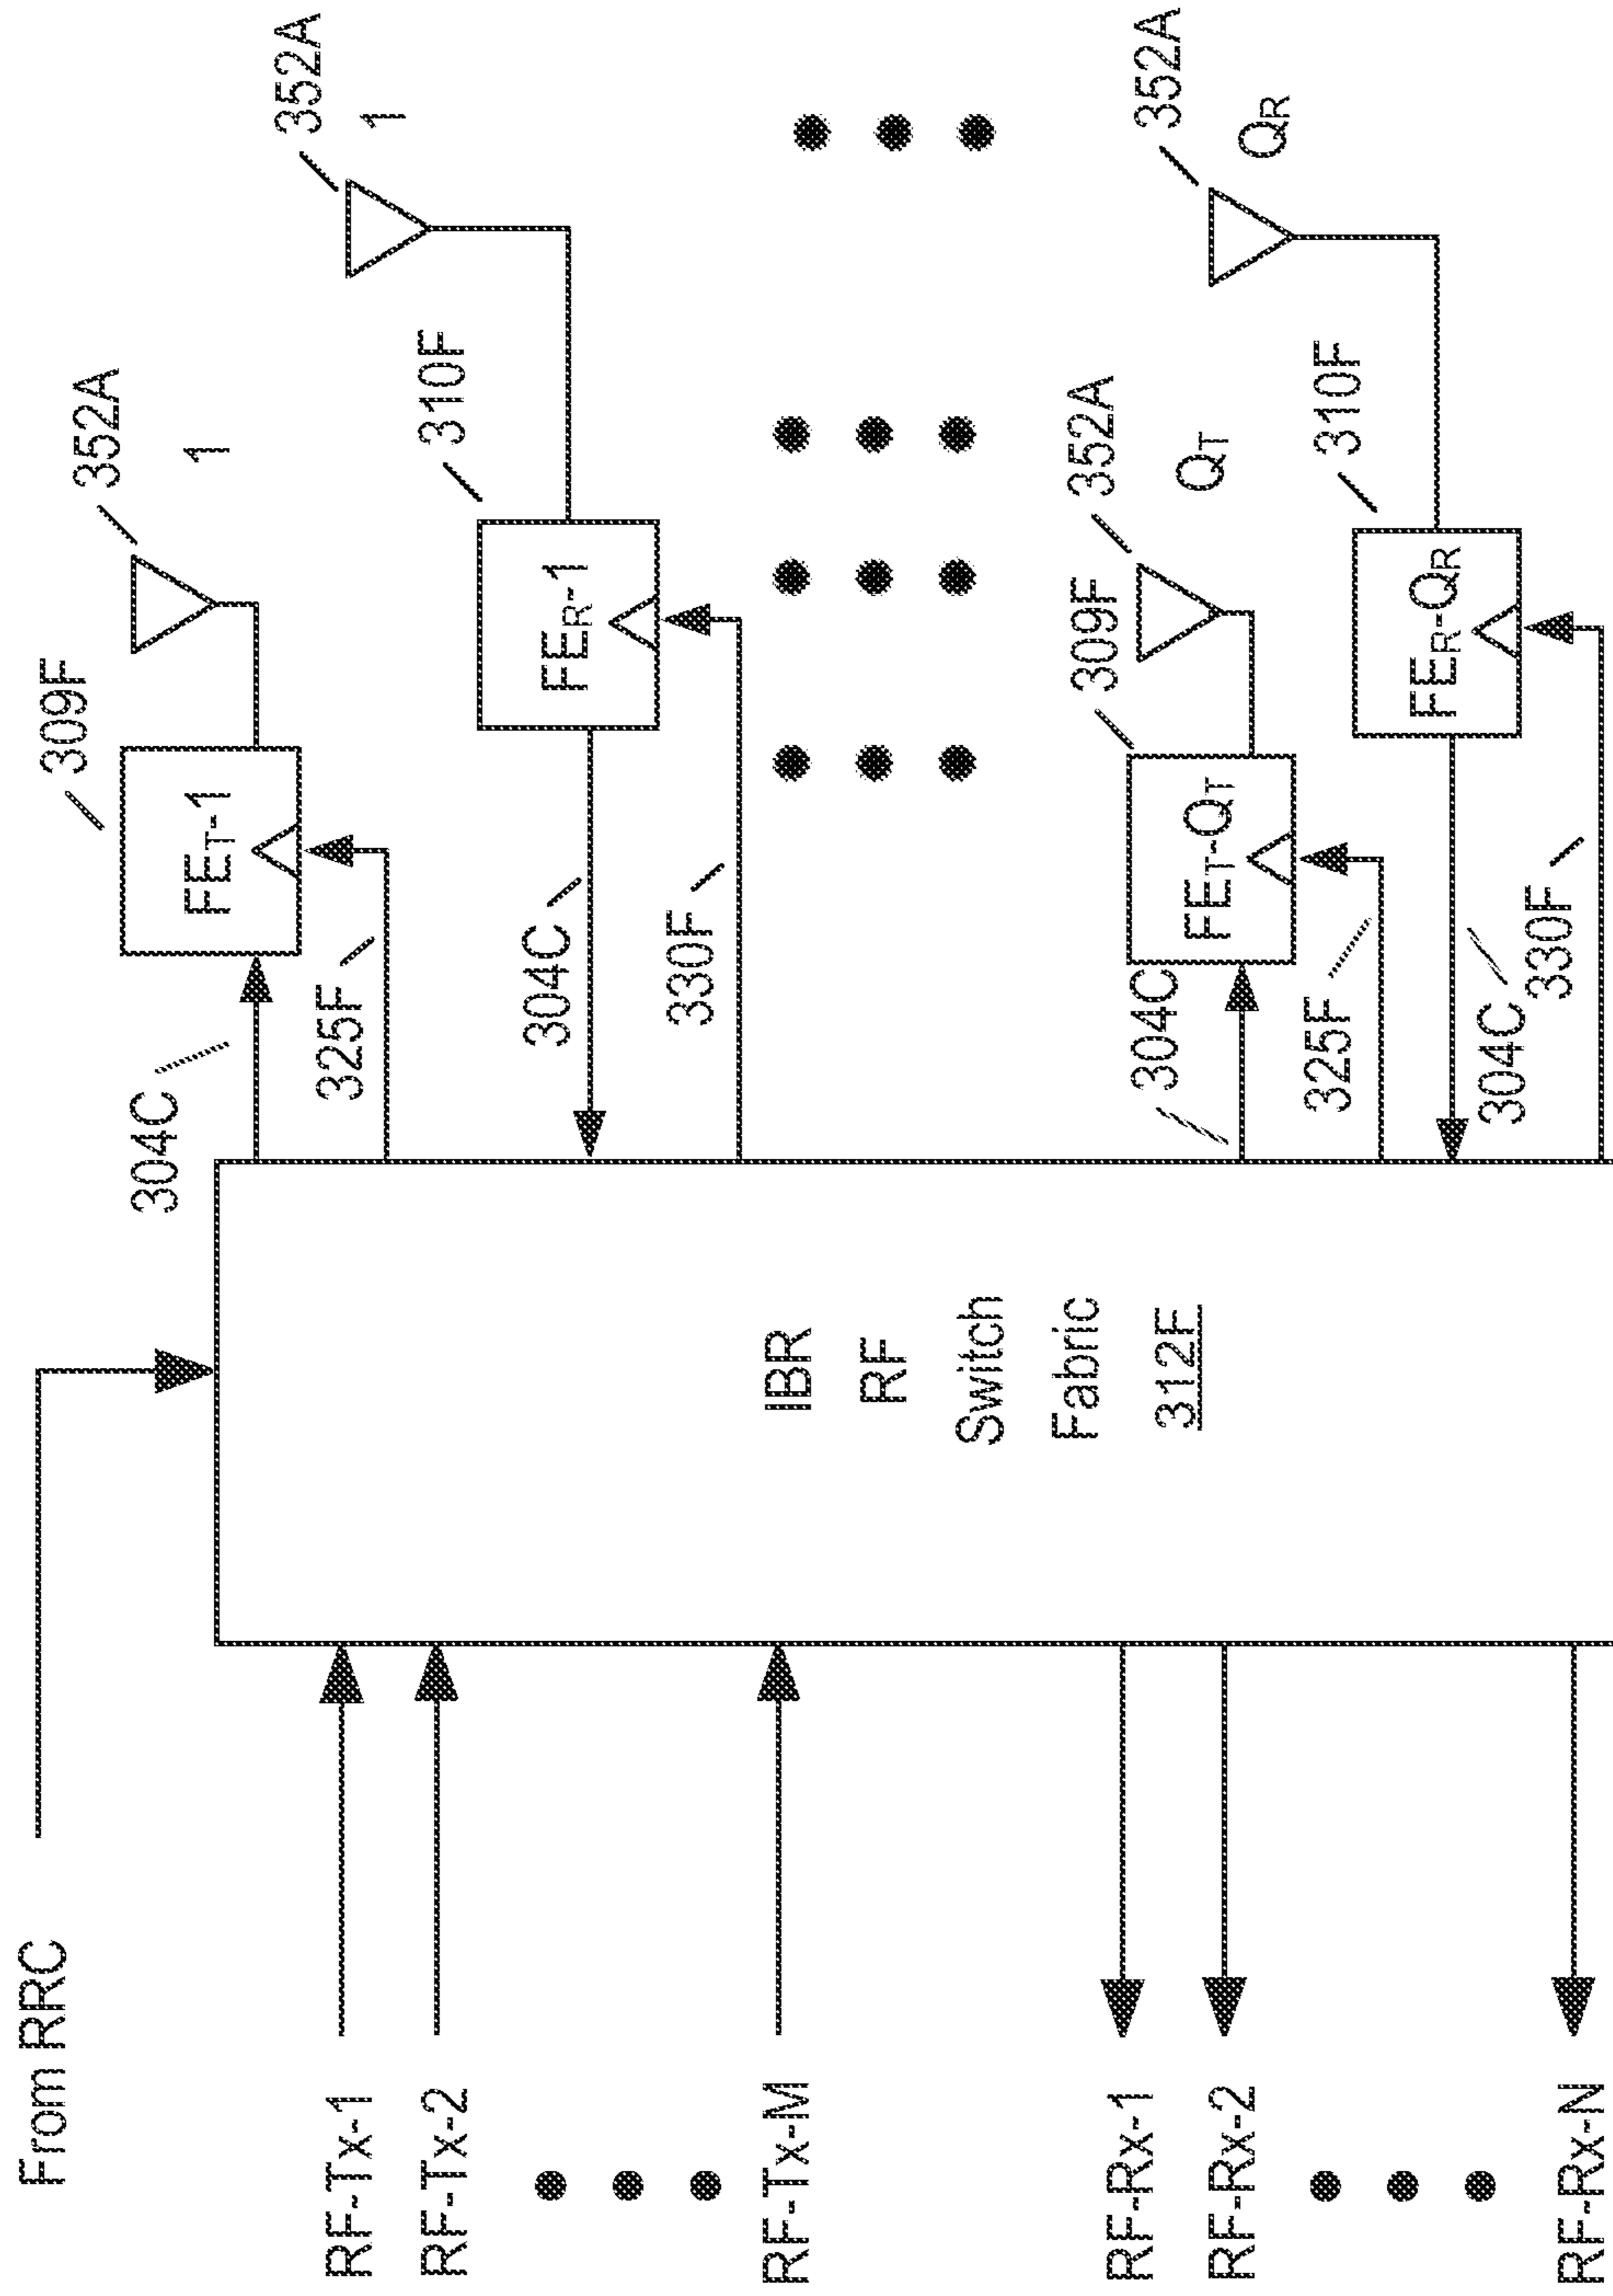 From RRC
RF-Tx-1
RF-Tx-2
RF-Tx-M
RF-Rx-1
RF-Rx-2
RF-Rx-N
IBR
RF
Switch
Fabric
312F
304C
325F
309F
FET-1
352A
1
304C
330F
310F
FER-1
352A
1
304C
325F
309F
FET-QT
352A
QT
304C
330F
310F
FER-QR
352A
QR